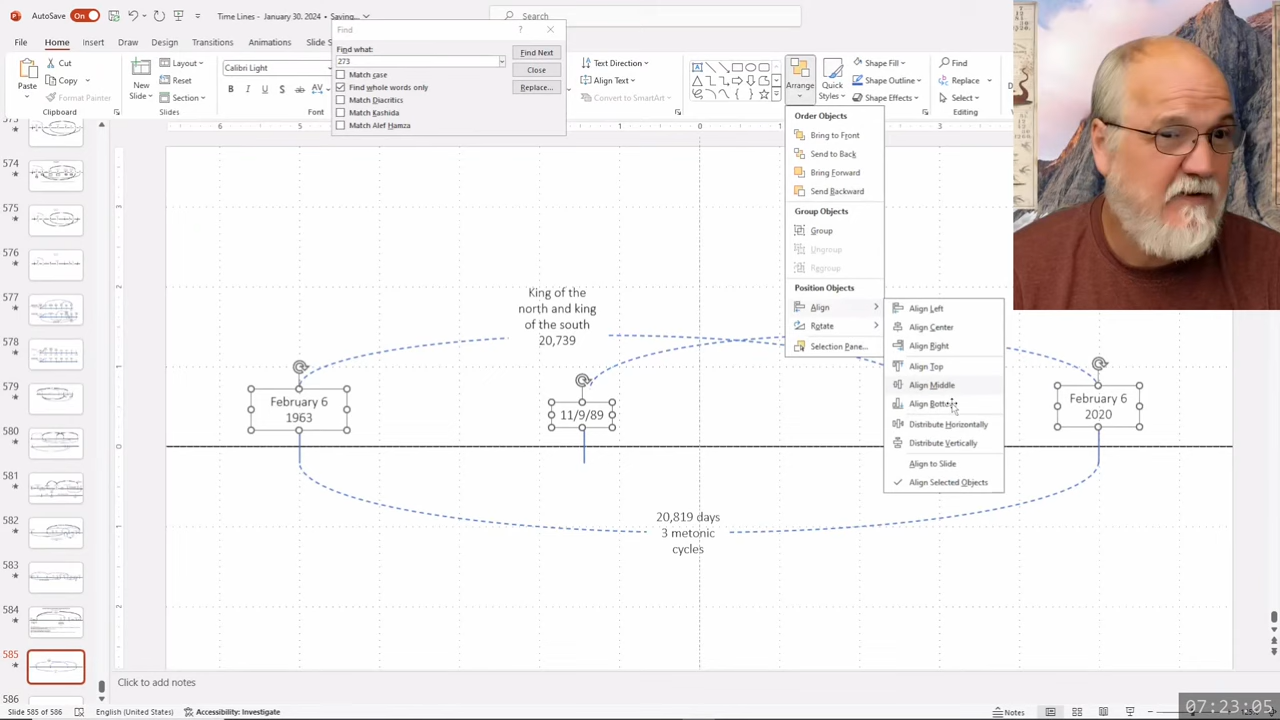 AutoSave
On
Time Lines - January 30, 2024 - Saving...
Search
File
Home
Insert
Draw
Design
Transitions
Animations
Slide S
Find
?
Find what:
273
Match case
Find whole words only
Match Diacritics
Match Kashida
Match Alef Hamza
Find Next
Close
Replace...
Paste
Cut
Copy
Format Painter
Clipboard
New
Slide
Layout
Reset
Section
Slides
Calibri Light
B
I
U
S
ab
AV
Font
Text Direction
Align Text
Convert to SmartArt
Arrange
Quick
Styles
Shape Fill
Shape Outline
Shape Effects
Find
Replace
Select
Editing
Order Objects
Bring to Front
Send to Back
Bring Forward
Send Backward
Group Objects
Group
Ungroup
Regroup
Position Objects
Align
Rotate
Selection Pane...
Align Left
Align Center
Align Right
Align Top
Align Middle
Align Bottom
Distribute Horizontally
Distribute Vertically
Align to Slide
Align Selected Objects
5
1
0
1
3
573
574
575
576
577
578
579
580
581
582
583
584
585
586
King of the
north and king
of the south
20,739
February 6
1963
11/9/89
February 6
2020
20,819 days
3 metonic
cycles
Click to add notes
Slide 585 of 586
English (United States)
Accessibility: Investigate
Notes
07:23:05